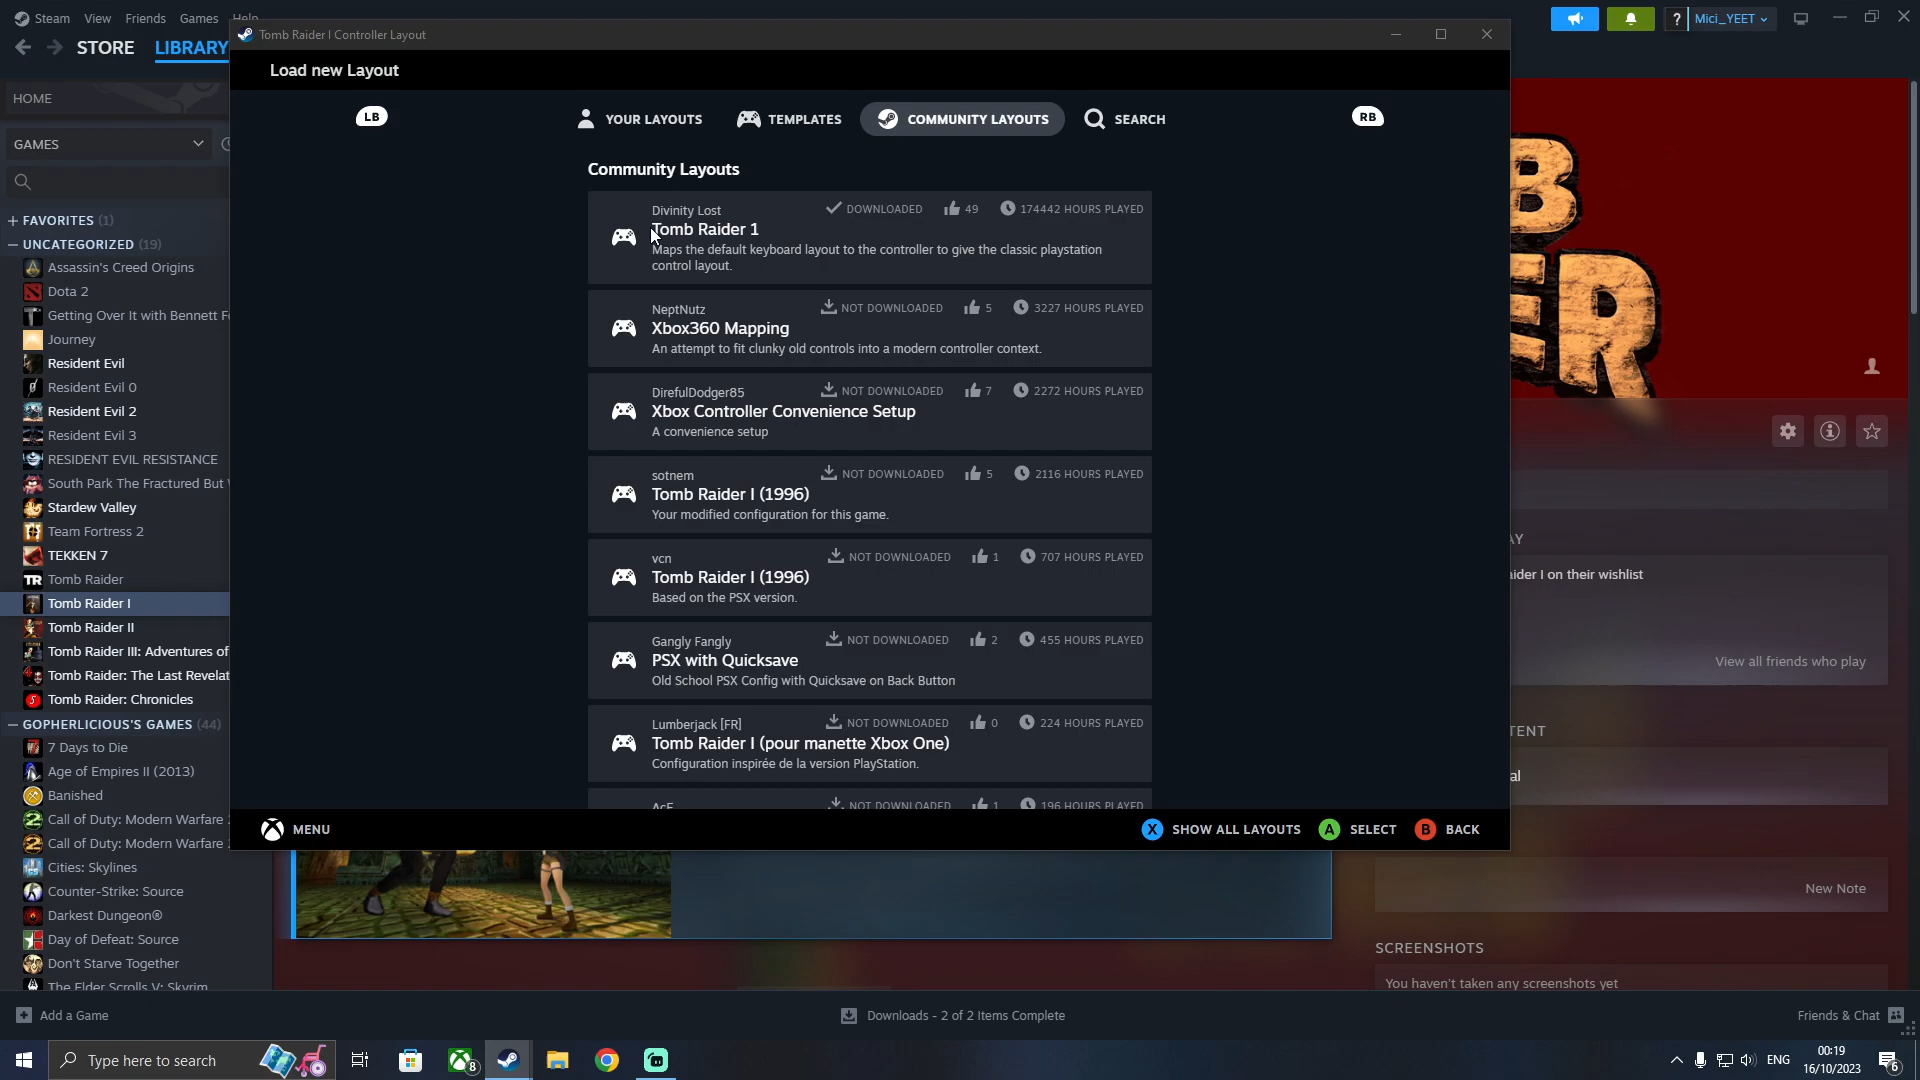 Steam View Friends Games Help
? Mici_YEET
STORE LIBRARY
Tomb Raider I Controller Layout
Load new Layout
LB YOUR LAYOUTS TEMPLATES COMMUNITY LAYOUTS SEARCH RB
HOME
GAMES
+ FAVORITES (1)
— UNCATEGORIZED (19)
Assassin's Creed Origins
Dota 2
Getting Over It with Bennett F
Journey
Resident Evil
Resident Evil 0
Resident Evil 2
Resident Evil 3
RESIDENT EVIL RESISTANCE
South Park The Fractured But
Stardew Valley
Team Fortress 2
TEKKEN 7
TR Tomb Raider
Tomb Raider I
Tomb Raider II
Tomb Raider III: Adventures of
Tomb Raider: The Last Revelat
Tomb Raider: Chronicles
— GOPHERLICIOUS'S GAMES (44)
7 Days to Die
Age of Empires II (2013)
Banished
Call of Duty: Modern Warfare
Call of Duty: Modern Warfare
Cities: Skylines
Counter-Strike: Source
Darkest Dungeon®
Day of Defeat: Source
Don't Starve Together
The Elder Scrolls V: Skyrim
Community Layouts
Divinity Lost DOWNLOADED 49 174442 HOURS PLAYED
Tomb Raider 1
Maps the default keyboard layout to the controller to give the classic playstation
control layout.
NeptNutz NOT DOWNLOADED 5 3227 HOURS PLAYED
Xbox360 Mapping
An attempt to fit clunky old controls into a modern controller context.
DirefulDodger85 NOT DOWNLOADED 7 2272 HOURS PLAYED
Xbox Controller Convenience Setup
A convenience setup
sotnem NOT DOWNLOADED 5 2116 HOURS PLAYED
Tomb Raider I (1996)
Your modified configuration for this game.
vcn NOT DOWNLOADED 1 707 HOURS PLAYED
Tomb Raider I (1996)
Based on the PSX version.
Gangly Fangly NOT DOWNLOADED 2 455 HOURS PLAYED
PSX with Quicksave
Old School PSX Config with Quicksave on Back Button
Lumberjack [FR] NOT DOWNLOADED 0 224 HOURS PLAYED
Tomb Raider I (pour manette Xbox One)
Configuration inspirée de la version PlayStation.
NOT DOWNLOADED 1 196 HOURS PLAYED
MENU X SHOW ALL LAYOUTS A SELECT B BACK
B
ER
AY
ider I on their wishlist
View all friends who play
TENT
al
New Note
SCREENSHOTS
You haven't taken any screenshots yet
Add a Game Downloads - 2 of 2 Items Complete Friends & Chat
Type here to search 8 ENG 00:19
16/10/2023 6